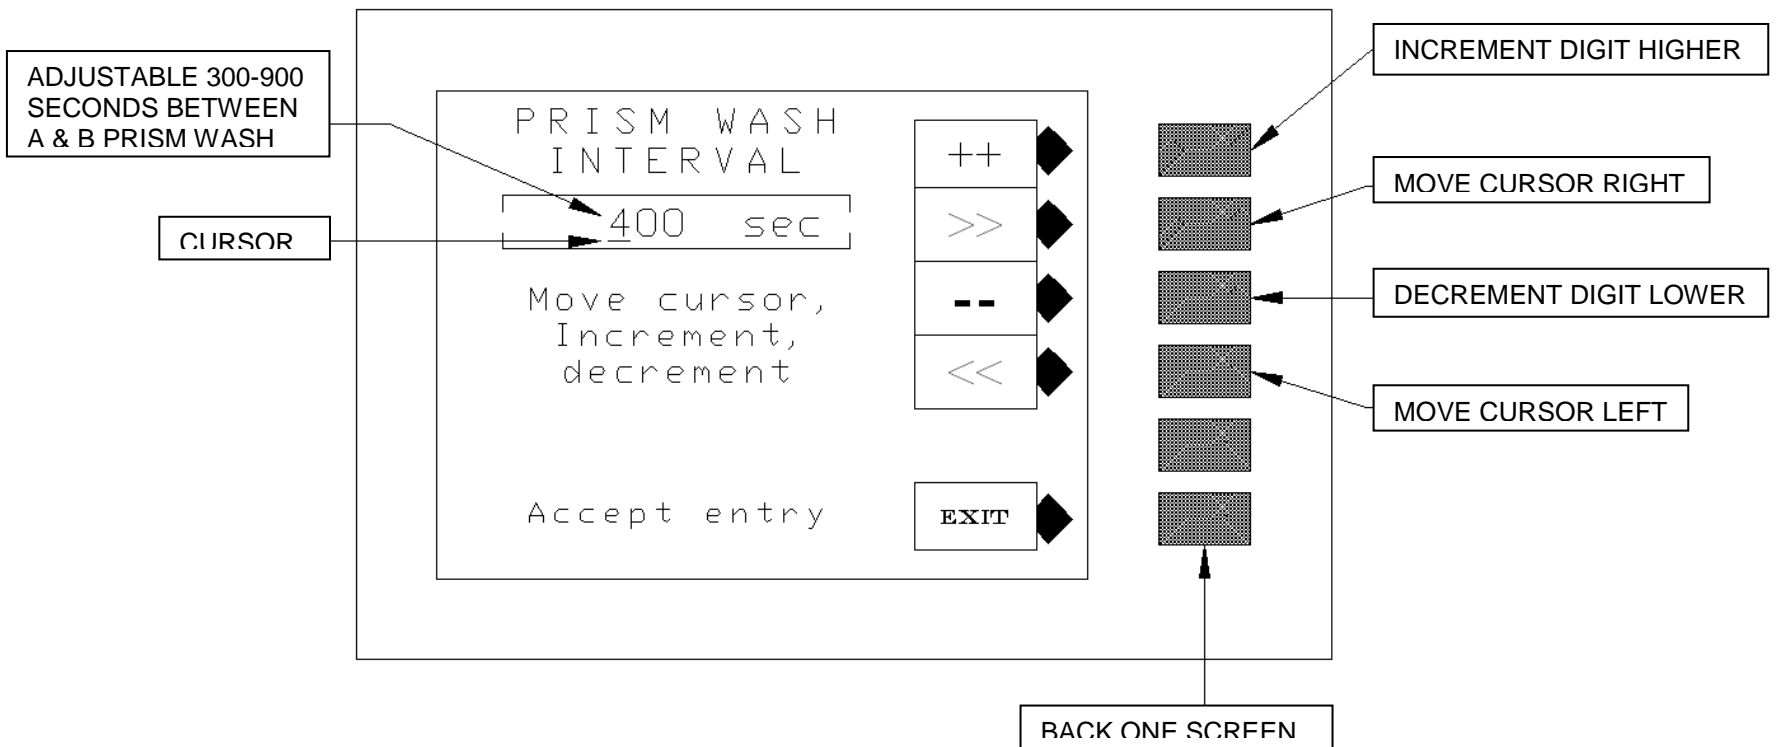 ADJUSTABLE 300-900
SECONDS BETWEEN
A & B PRISM WASH
CURSOR
PRISM WASH
INTERVAL
400 sec
Move cursor,
Increment,
decrement
Accept entry
++
>>
--
<<
EXIT
INCREMENT DIGIT HIGHER
MOVE CURSOR RIGHT
DECREMENT DIGIT LOWER
MOVE CURSOR LEFT
BACK ONE SCREEN